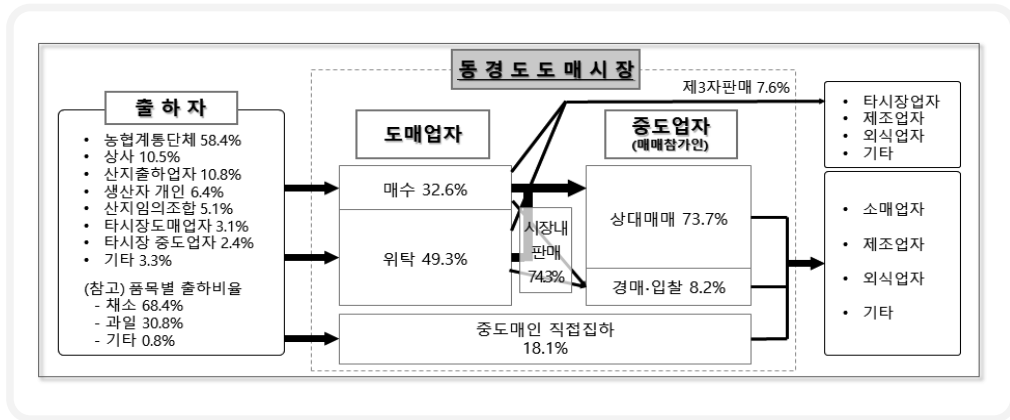 동경도도매시장
제3자판매 7.6%
출하자
• 농협계통단체 58.4%
• 상사 10.5%
• 산지출하업자 10.8%
• 생산자 개인 6.4%
• 산지임의조합 5.1%
• 타시장도매업자 3.1%
• 타시장 중도업자 2.4%
• 기타 3.3%
(참고) 품목별 출하비율
- 채소 68.4%
- 과일 30.8%
- 기타 0.8%
도매업자
매수 32.6%
위탁 49.3%
시장내
판매
74.3%
중도업자
(매매참가인)
상대매매 73.7%
경매·입찰 8.2%
중도매인 직접집하
18.1%
• 타시장업자
• 제조업자
• 외식업자
• 기타
• 소매업자
• 제조업자
• 외식업자
• 기타